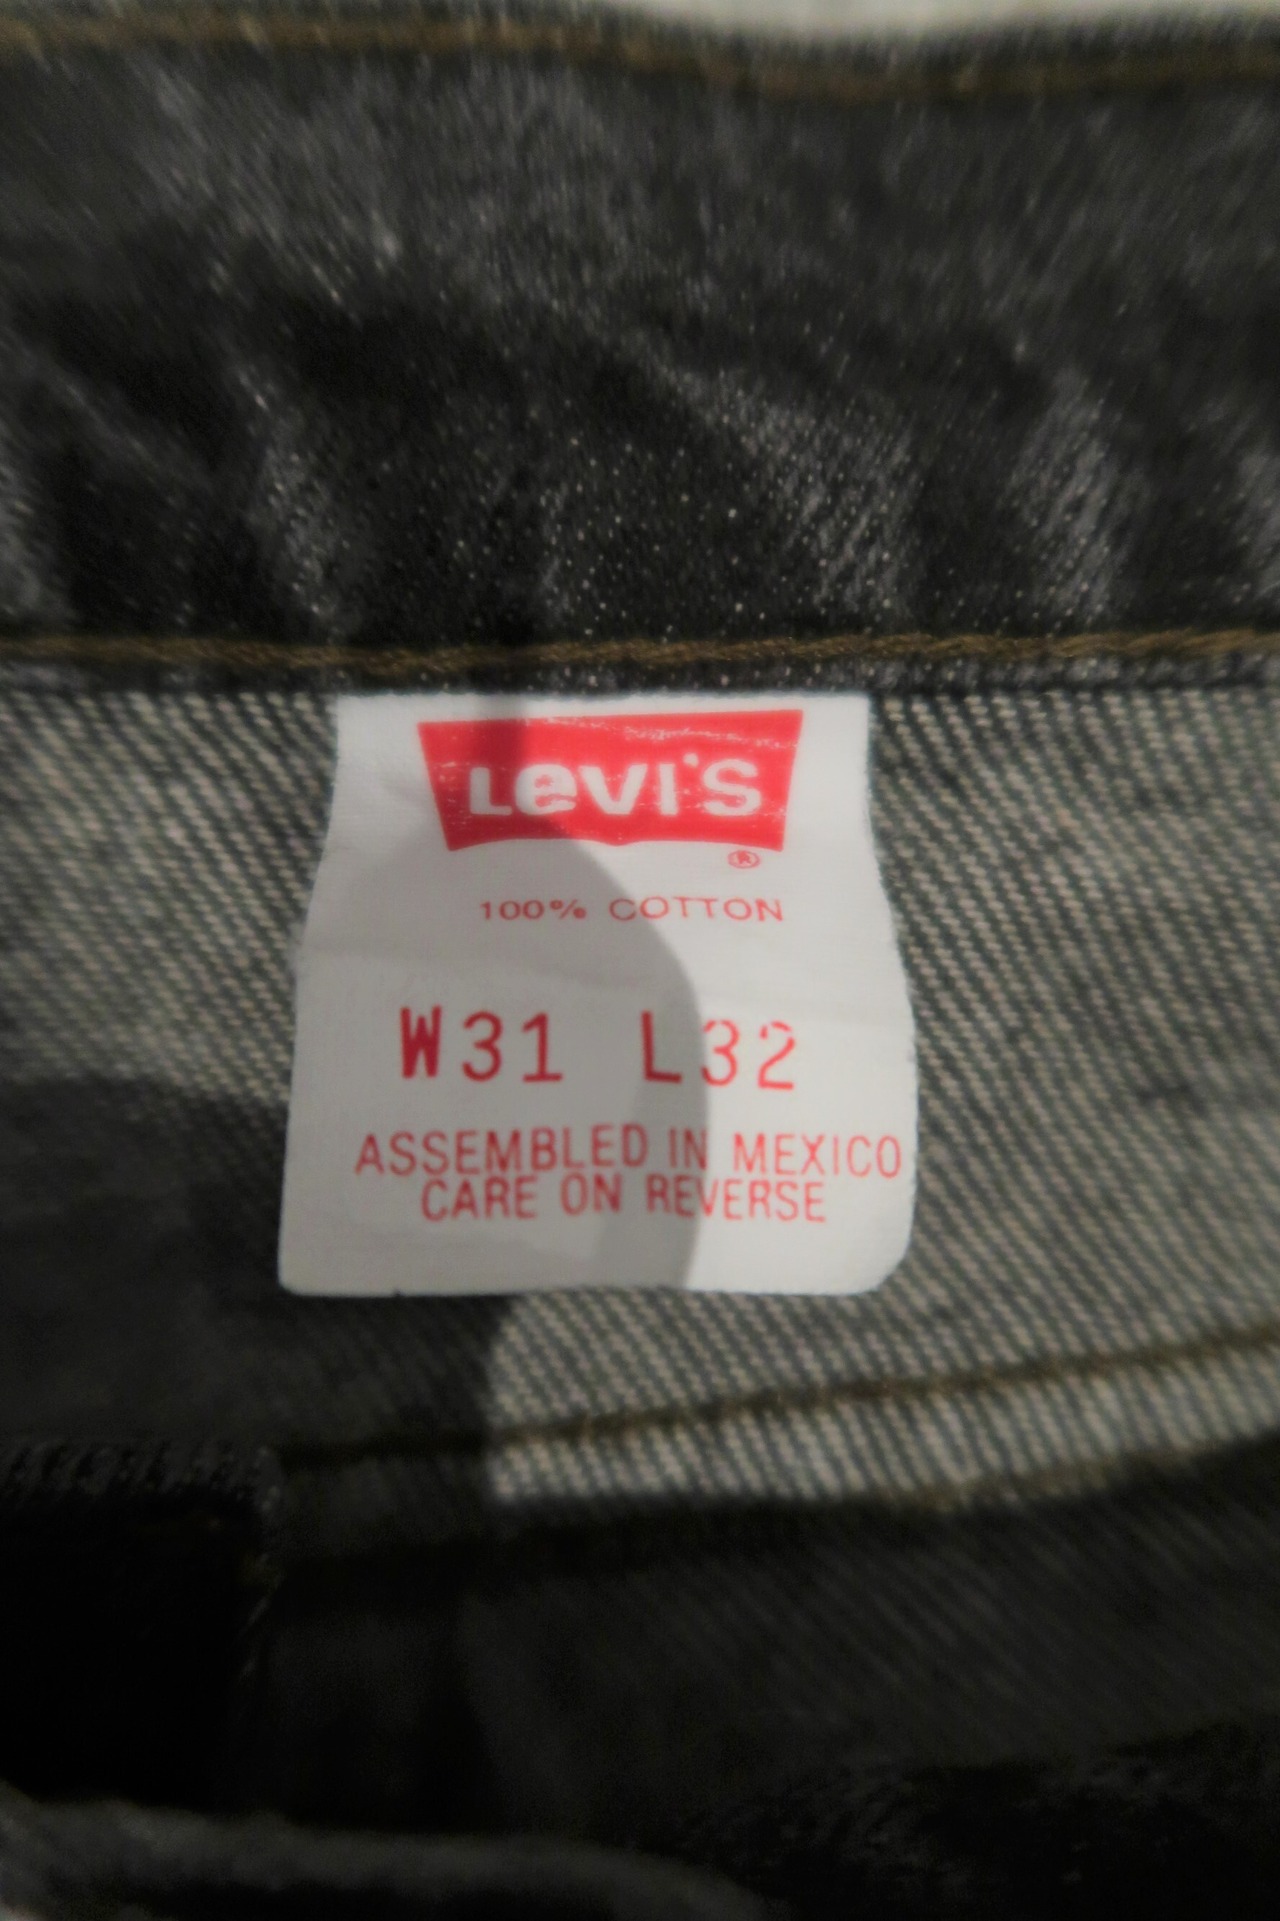 LEVI'S
®
100% COTTON
W31 L32
ASSEMBLED IN MEXICO
CARE ON REVERSE